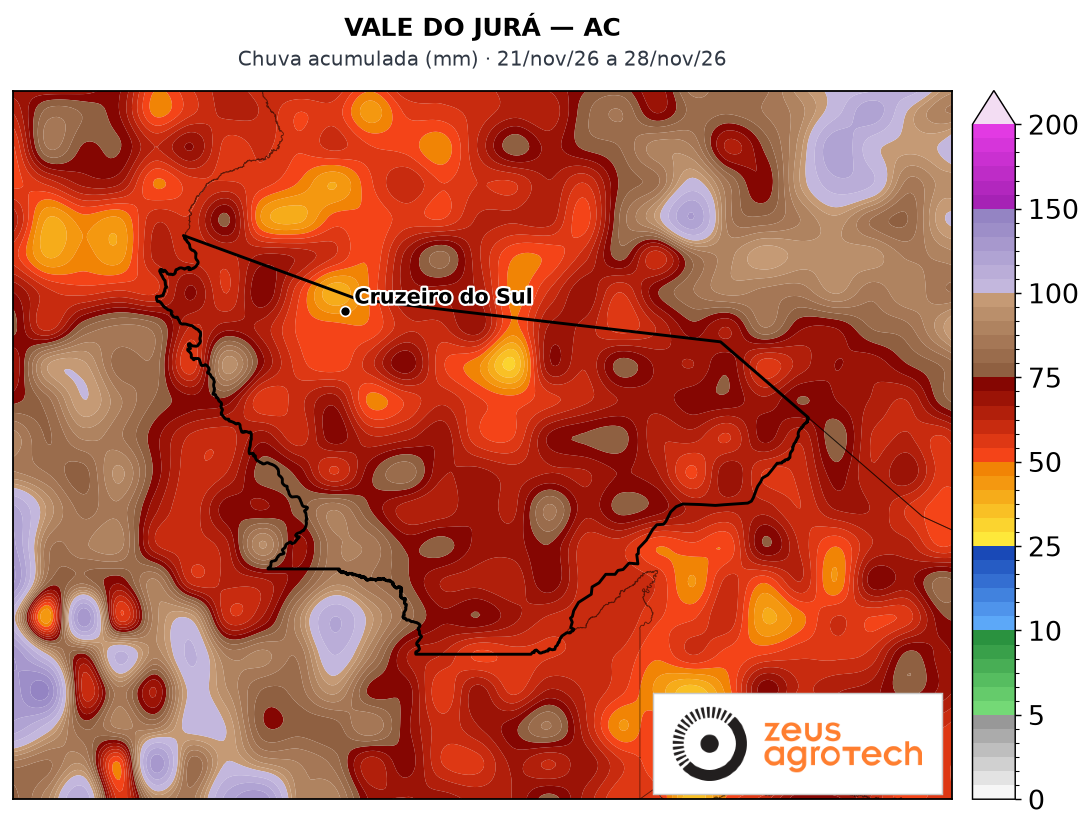 VALE DO JURÁ — AC
Chuva acumulada (mm) · 21/nov/26 a 28/nov/26
Cruzeiro do Sul
200
150
100
75
50
25
10
5
0
zeus
agrotech